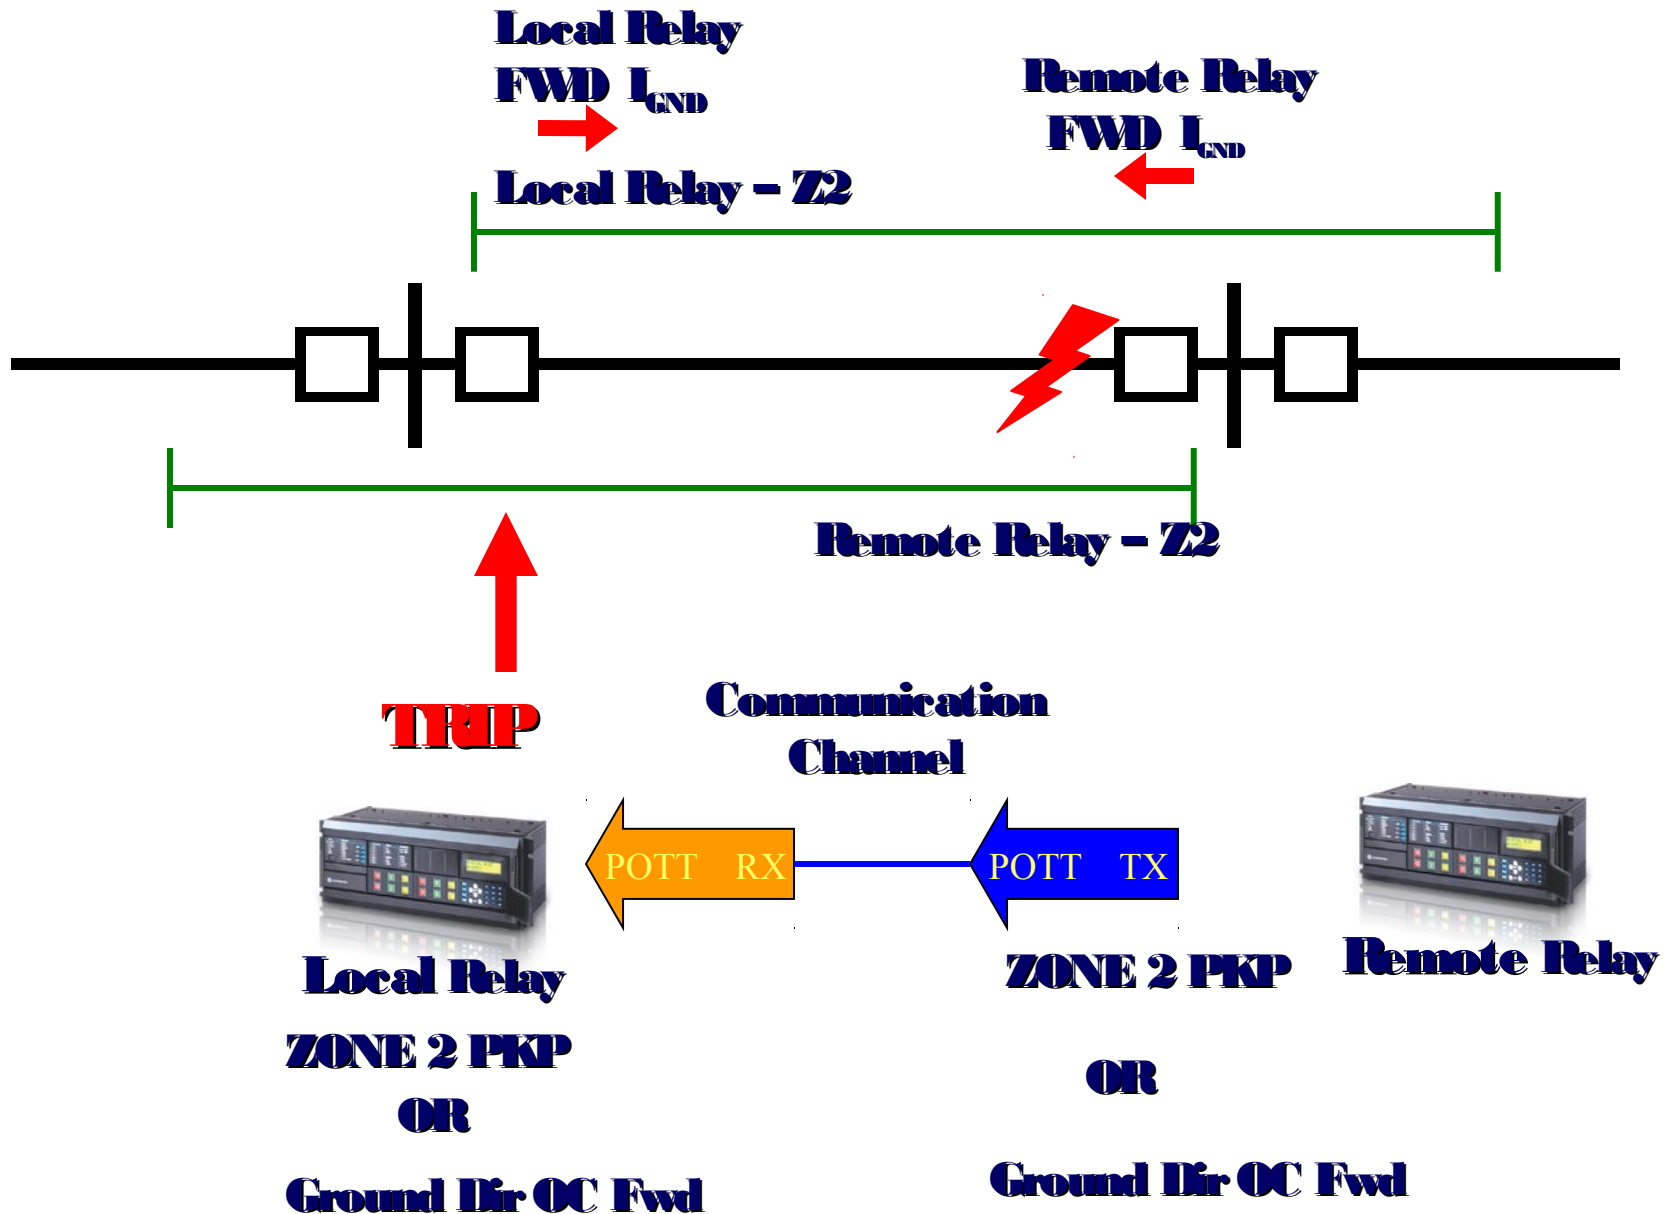 Local Relay
FWD I_GND
Remote Relay
FWD I_GND
Local Relay – Z2
Remote Relay – Z2
TRIP
Communication
Channel
POTT RX
POTT TX
Local Relay
Remote Relay
ZONE 2 PKP
OR
Ground Dir OC Fwd
ZONE 2 PKP
OR
Ground Dir OC Fwd